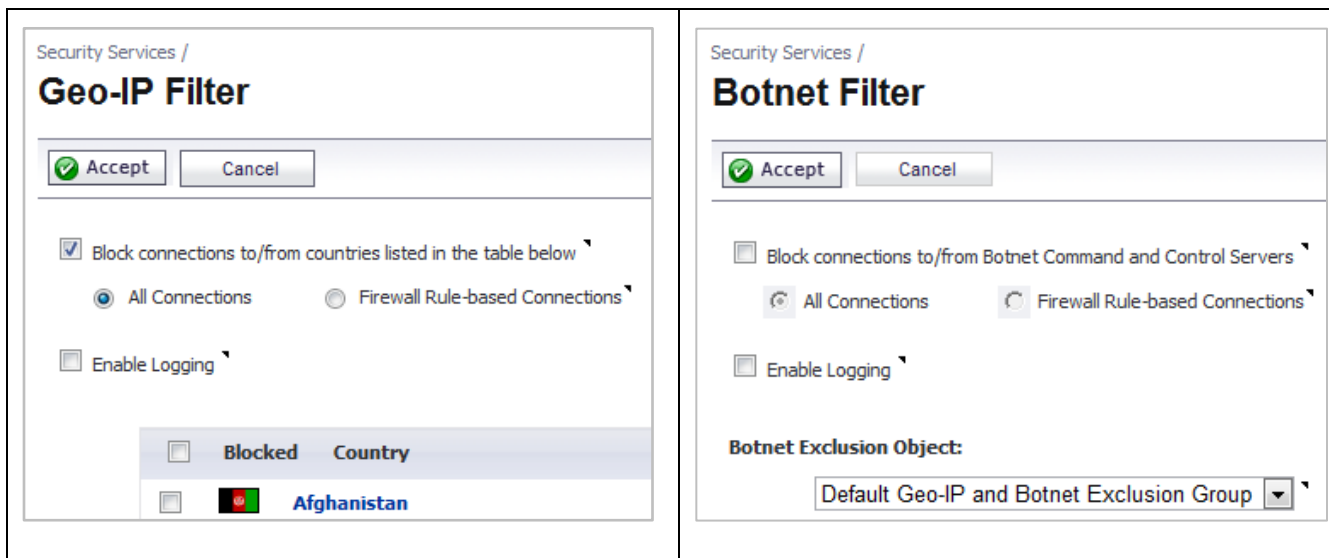 Security Services /
Geo-IP Filter
Accept Cancel
Block connections to/from countries listed in the table below
All Connections Firewall Rule-based Connections
Enable Logging
Blocked Country
Afghanistan
Security Services /
Botnet Filter
Accept Cancel
Block connections to/from Botnet Command and Control Servers
All Connections Firewall Rule-based Connections
Enable Logging
Botnet Exclusion Object:
Default Geo-IP and Botnet Exclusion Group